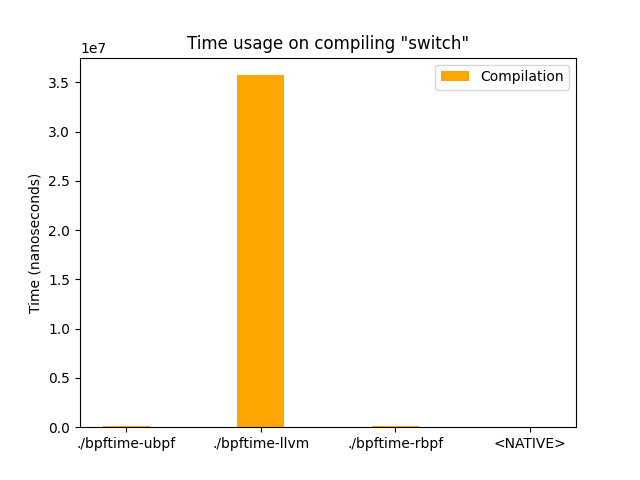 Time usage on compiling "switch"
1e7
Compilation
3.5
3.0
2.5
2.0
1.5
1.0
0.5
0.0
Time (nanoseconds)
./bpftime-ubpf
./bpftime-llvm
./bpftime-rbpf
<NATIVE>